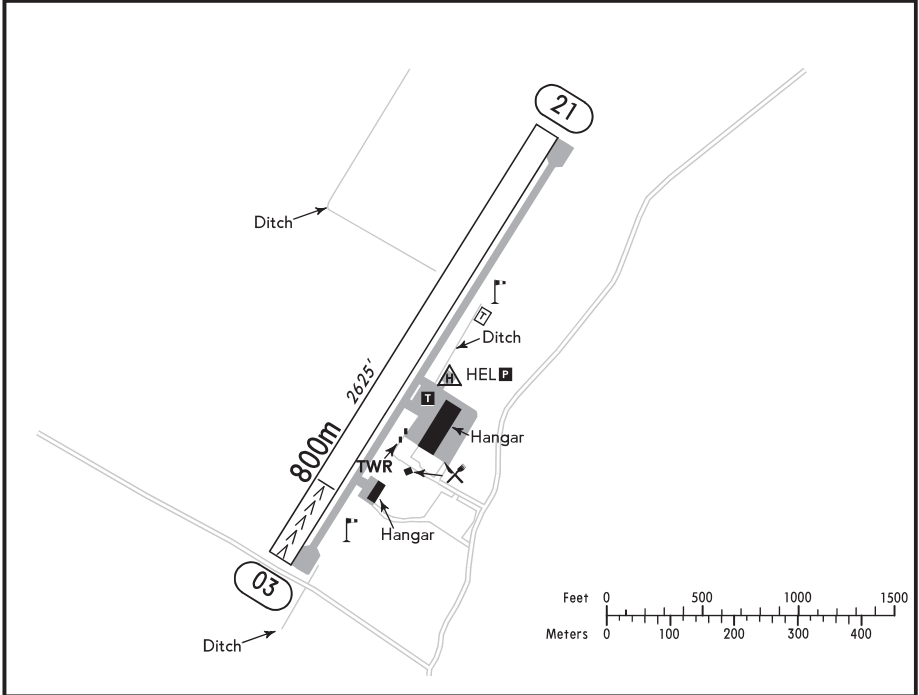 21
Ditch
T
Ditch
2625'
H HEL P
T
800m
Hangar
TWR
Hangar
03
Feet 0 500 1000 1500
Meters 0 100 200 300 400
Ditch